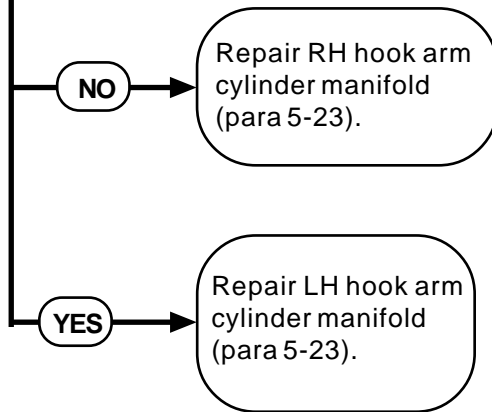 NO
Repair RH hook arm
cylinder manifold
(para 5-23).
YES
Repair LH hook arm
cylinder manifold
(para 5-23).